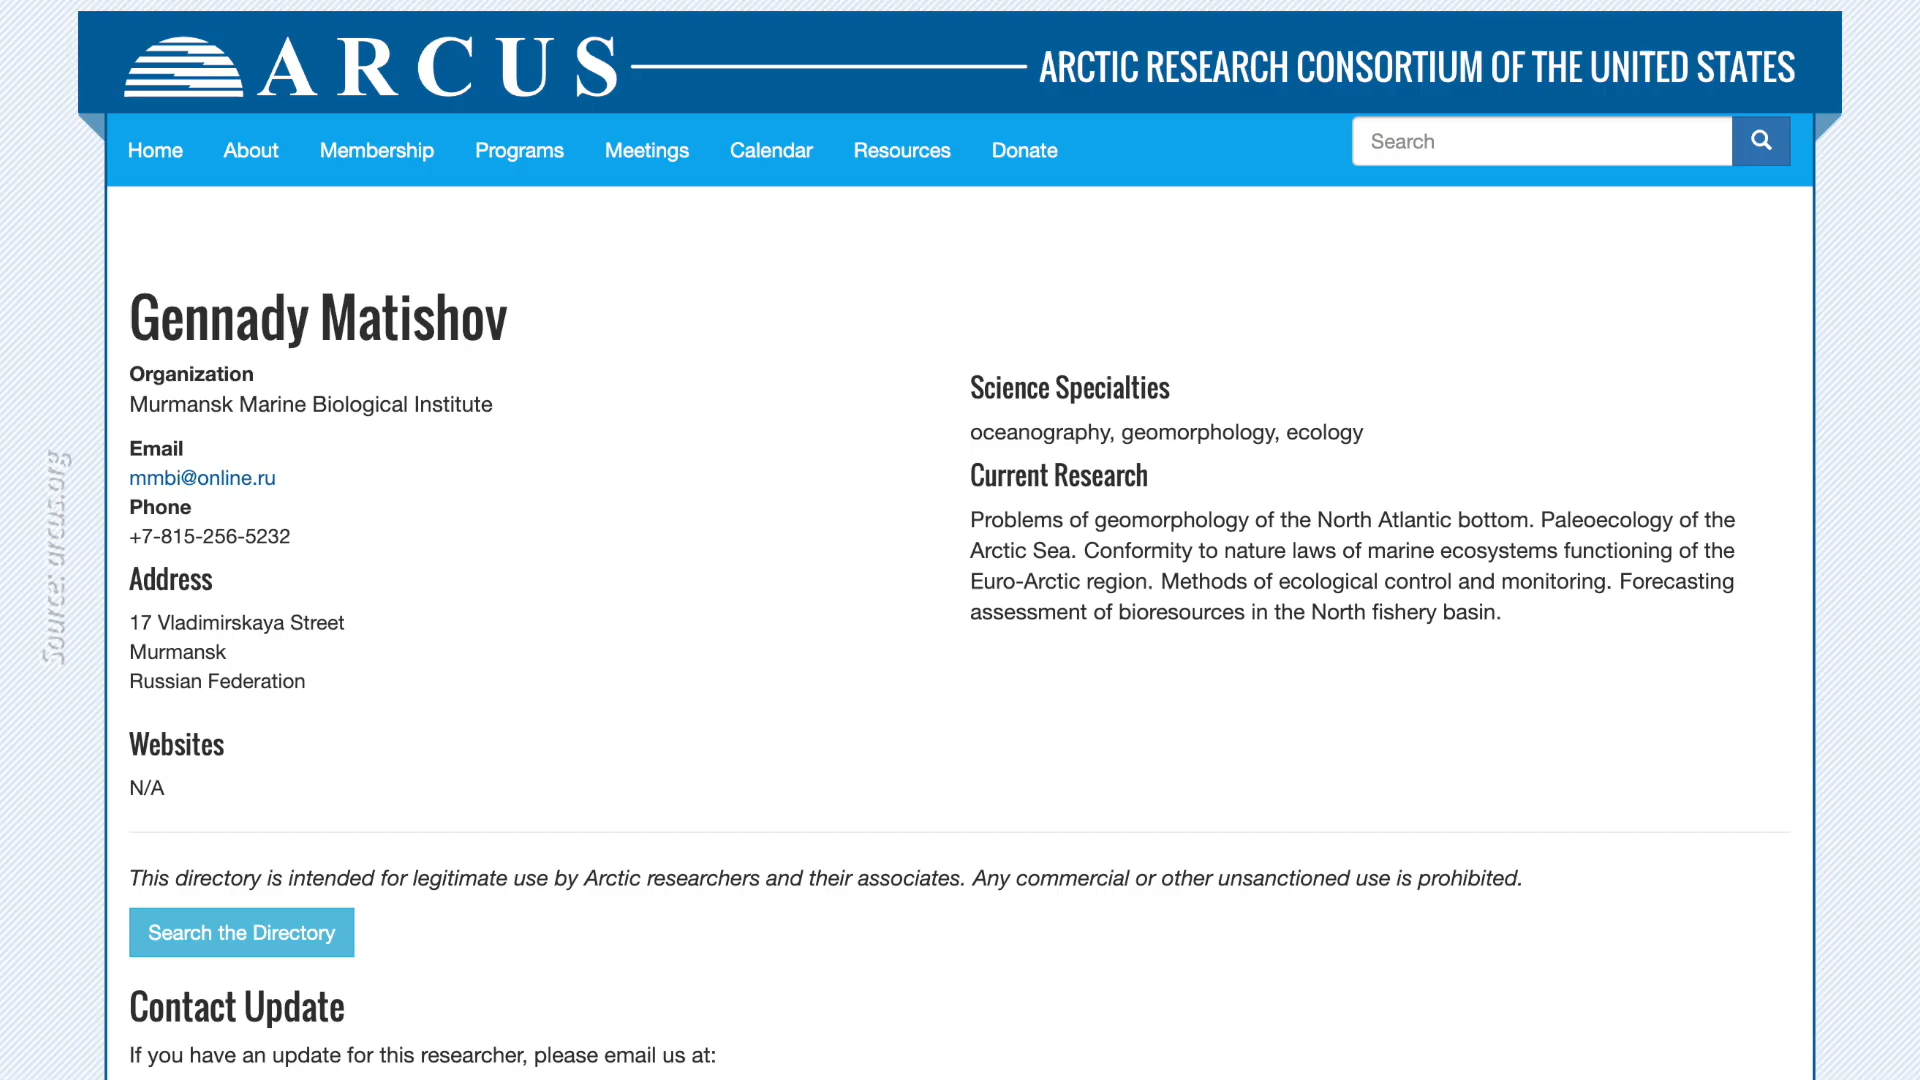 ARCUS
ARCTIC RESEARCH CONSORTIUM OF THE UNITED STATES
Home About Membership Programs Meetings Calendar Resources Donate
Search
Gennady Matishov
Organization
Murmansk Marine Biological Institute
Email
mmbi@online.ru
Phone
+7-815-256-5232
Address
17 Vladimirskaya Street
Murmansk
Russian Federation
Websites
N/A
Science Specialties
oceanography, geomorphology, ecology
Current Research
Problems of geomorphology of the North Atlantic bottom. Paleoecology of the
Arctic Sea. Conformity to nature laws of marine ecosystems functioning of the
Euro-Arctic region. Methods of ecological control and monitoring. Forecasting
assessment of bioresources in the North fishery basin.
This directory is intended for legitimate use by Arctic researchers and their associates. Any commercial or other unsanctioned use is prohibited.
Search the Directory
Contact Update
If you have an update for this researcher, please email us at:
Source: arcus.org